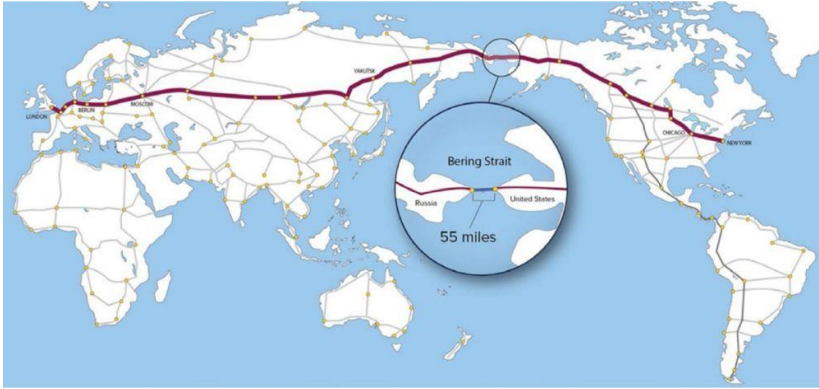 YAKUTSK
LONDON
BERLIN
MOSCOW
CHICAGO
NEW YORK
Bering Strait
Russia
United States
55 miles